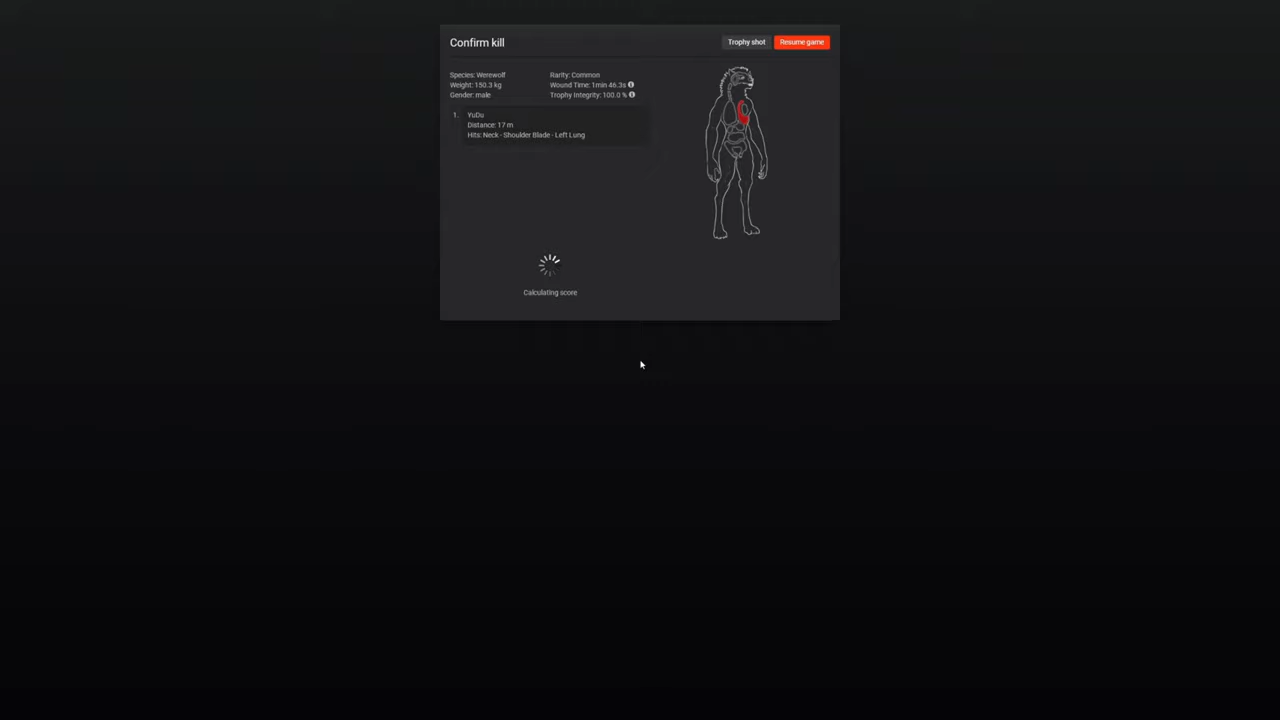 Confirm kill
Trophy shot
Resume game
Species: Werewolf
Rarity: Common
Weight: 150.3 kg
Wound Time: 1min 46.3s
Gender: male
Trophy Integrity: 100.0 %
1. YuDu
Distance: 17 m
Hits: Neck - Shoulder Blade - Left Lung
Calculating score